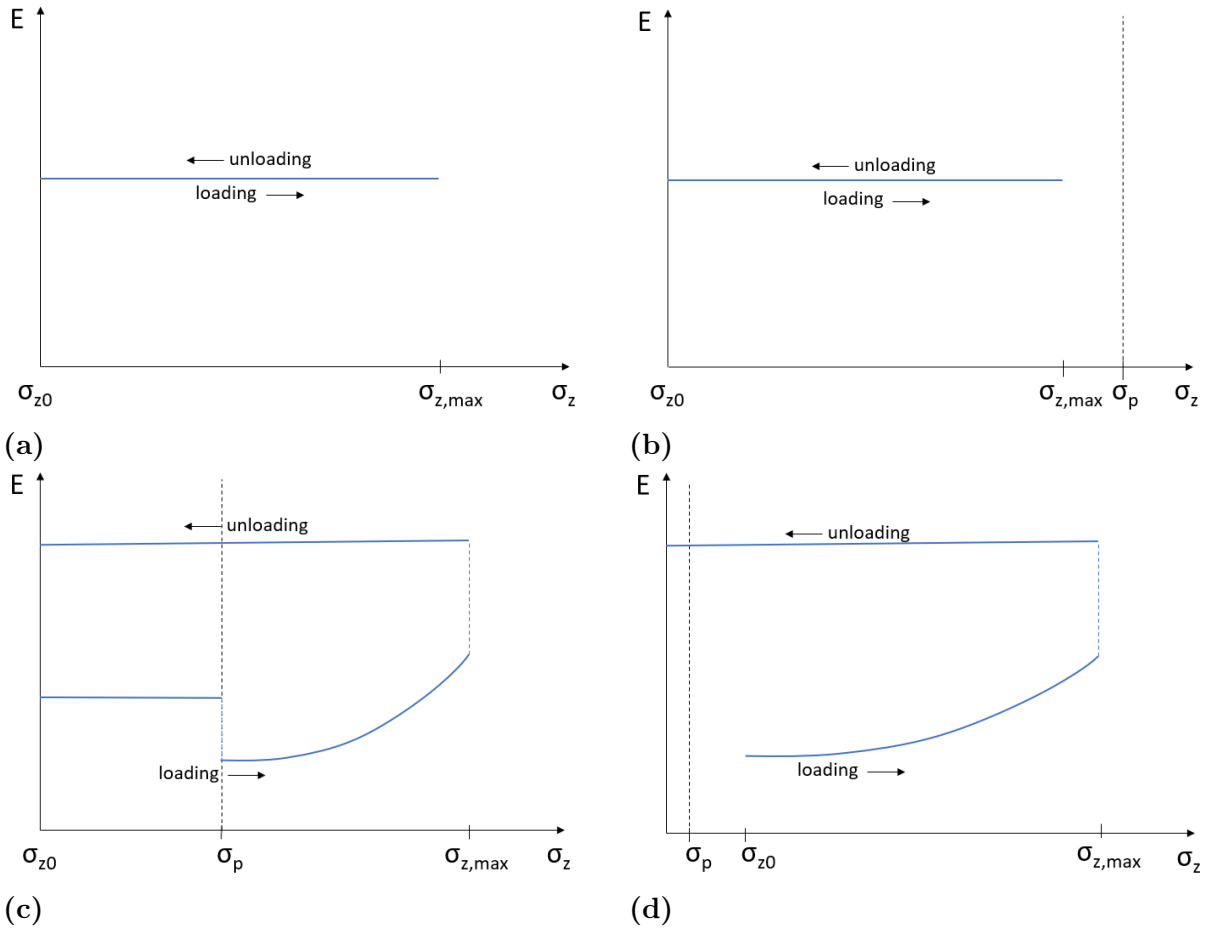 E
unloading
loading
σz0 σz,max σz
(a)
E
unloading
loading
σz0 σz,max σp σz
(b)
E
unloading
loading
σz0 σp σz,max σz
(c)
E
unloading
loading
σp σz0 σz,max σz
(d)